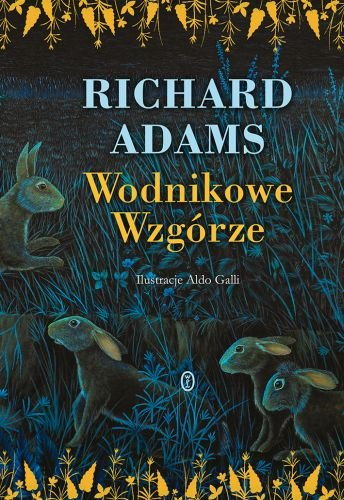 RICHARD
ADAMS
Wodnikowe
Wzgórze
Ilustracje Aldo Galli